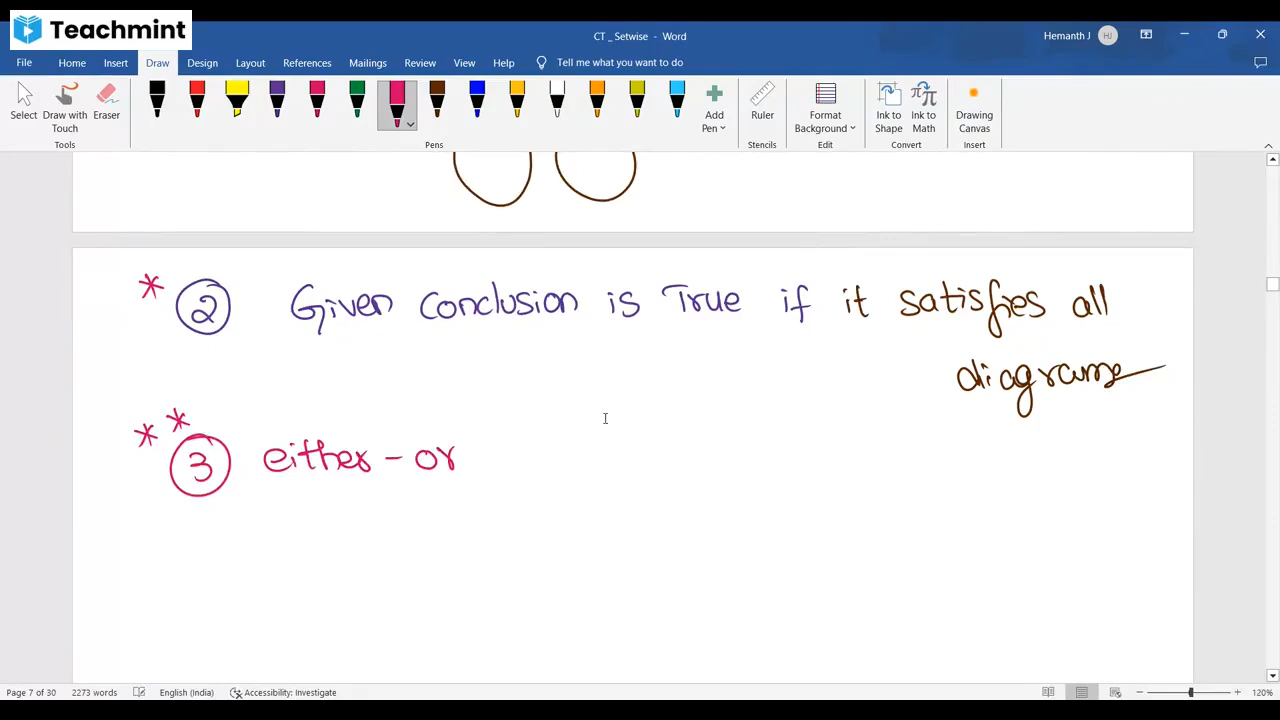 Teachmint
CT _ Setwise - Word
Hemanth J
HJ
File
Home
Insert
Draw
Design
Layout
References
Mailings
Review
View
Help
Tell me what you want to do
Select
Draw with Touch
Eraser
Add Pen
Ruler
Format Background
Ink to Shape
Ink to Math
Drawing Canvas
Tools
Pens
Stencils
Edit
Convert
Insert
* 2 Given conclusion is True if it satisfies all
diagrams
** 3 either - or
Page 7 of 30
2273 words
English (India)
Accessibility: Investigate
120%